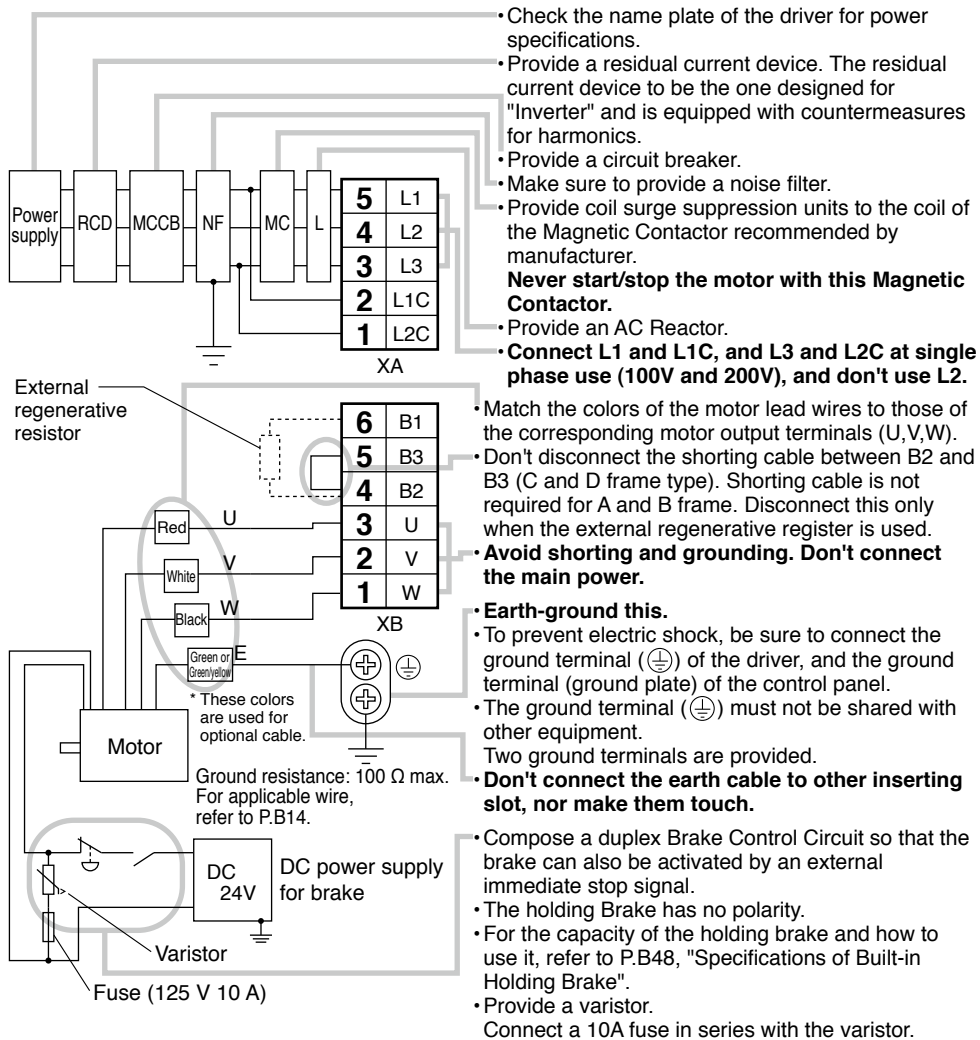 • Check the name plate of the driver for power
specifications.
• Provide a residual current device. The residual
current device to be the one designed for
"Inverter" and is equipped with countermeasures
for harmonics.
• Provide a circuit breaker.
• Make sure to provide a noise filter.
• Provide coil surge suppression units to the coil of
the Magnetic Contactor recommended by
manufacturer.
Never start/stop the motor with this Magnetic
Contactor.
• Provide an AC Reactor.
• Connect L1 and L1C, and L3 and L2C at single
phase use (100V and 200V), and don't use L2.
Power
supply
RCD
MCCB
NF
MC
L
5 L1
4 L2
3 L3
2 L1C
1 L2C
XA
External
regenerative
resistor
6 B1
5 B3
4 B2
3 U
2 V
1 W
XB
Red U
White V
Black W
Green or
Green/yellow
E
* These colors
are used for
optional cable.
Motor
Ground resistance: 100 Ω max.
For applicable wire,
refer to P.B14.
• Match the colors of the motor lead wires to those of
the corresponding motor output terminals (U,V,W).
• Don't disconnect the shorting cable between B2 and
B3 (C and D frame type). Shorting cable is not
required for A and B frame. Disconnect this only
when the external regenerative register is used.
• Avoid shorting and grounding. Don't connect
the main power.
• Earth-ground this.
• To prevent electric shock, be sure to connect the
ground terminal (⏚) of the driver, and the ground
terminal (ground plate) of the control panel.
• The ground terminal (⏚) must not be shared with
other equipment.
Two ground terminals are provided.
• Don't connect the earth cable to other inserting
slot, nor make them touch.
DC
24V
DC power supply
for brake
Varistor
Fuse (125 V 10 A)
• Compose a duplex Brake Control Circuit so that the
brake can also be activated by an external
immediate stop signal.
• The holding Brake has no polarity.
• For the capacity of the holding brake and how to
use it, refer to P.B48, "Specifications of Built-in
Holding Brake".
• Provide a varistor.
Connect a 10A fuse in series with the varistor.